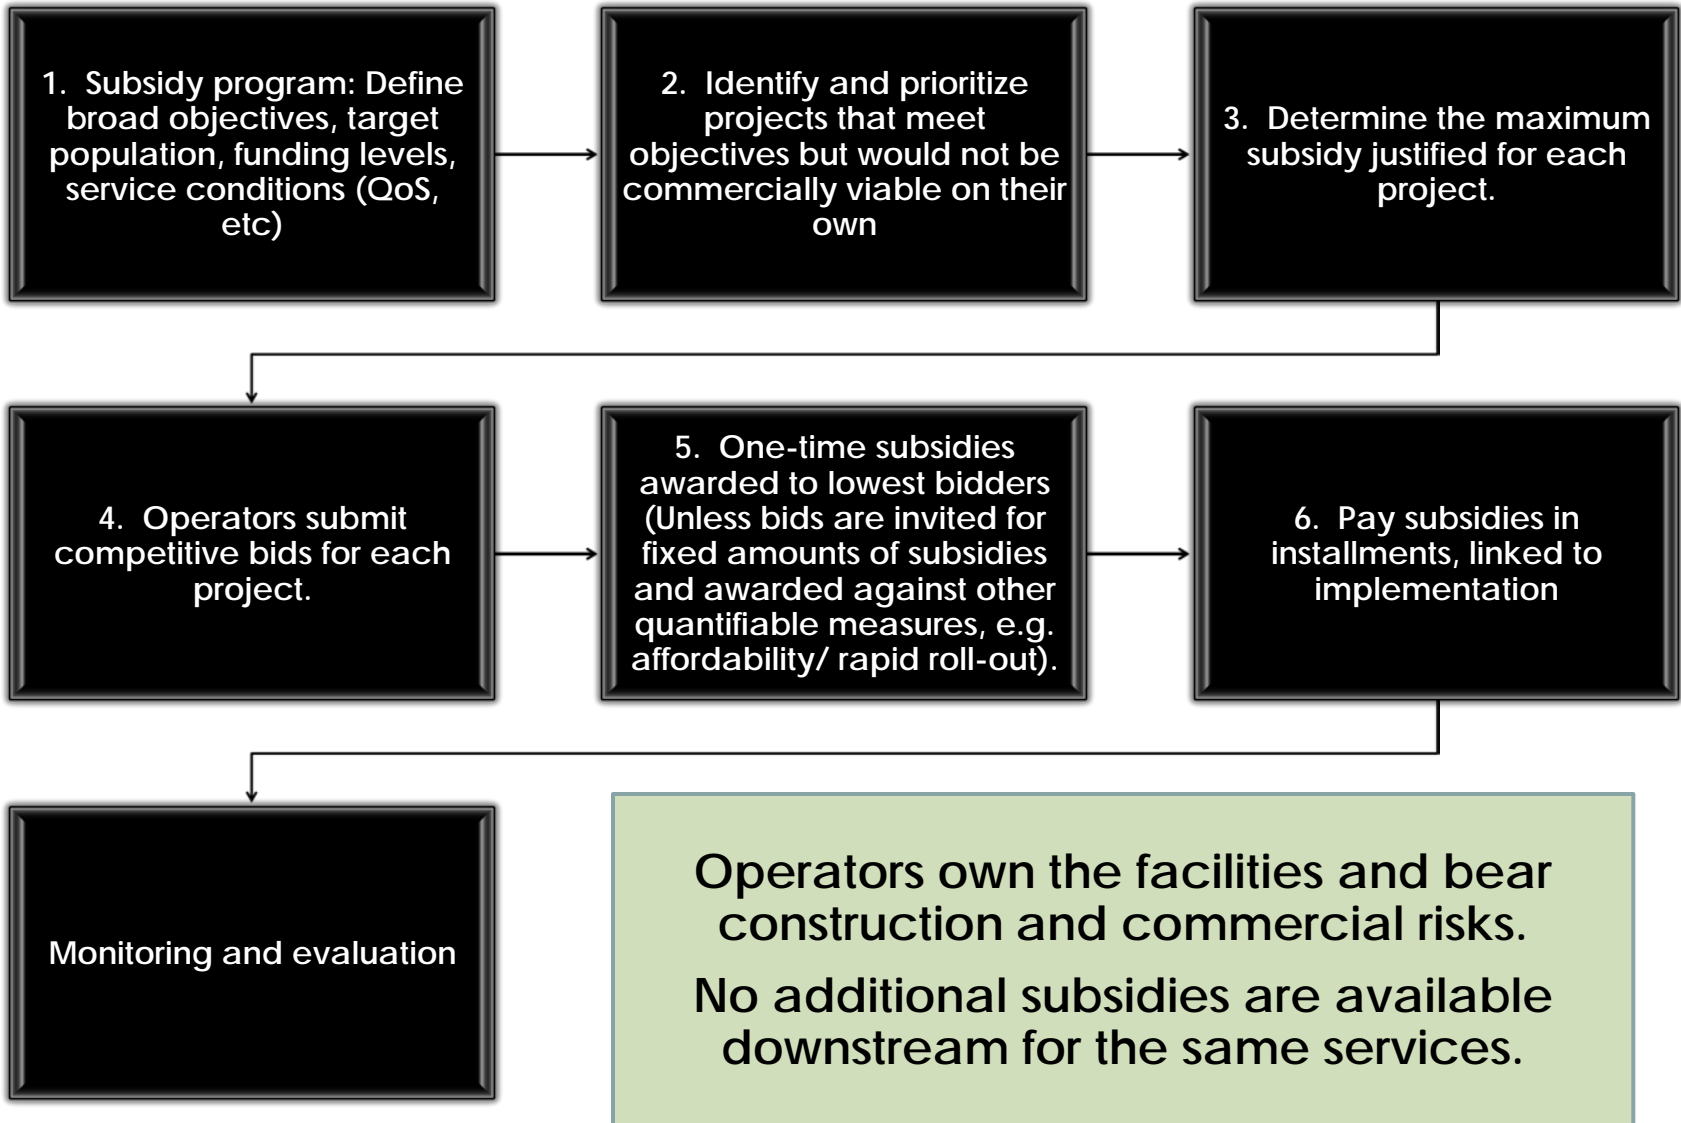 1. Subsidy program: Define
broad objectives, target
population, funding levels,
service conditions (QoS,
etc)
2. Identify and prioritize
projects that meet
objectives but would not be
commercially viable on their
own
3. Determine the maximum
subsidy justified for each
project.
4. Operators submit
competitive bids for each
project.
5. One-time subsidies
awarded to lowest bidders
(Unless bids are invited for
fixed amounts of subsidies
and awarded against other
quantifiable measures, e.g.
affordability/ rapid roll-out).
6. Pay subsidies in
installments, linked to
implementation
Monitoring and evaluation
Operators own the facilities and bear
construction and commercial risks.
No additional subsidies are available
downstream for the same services.